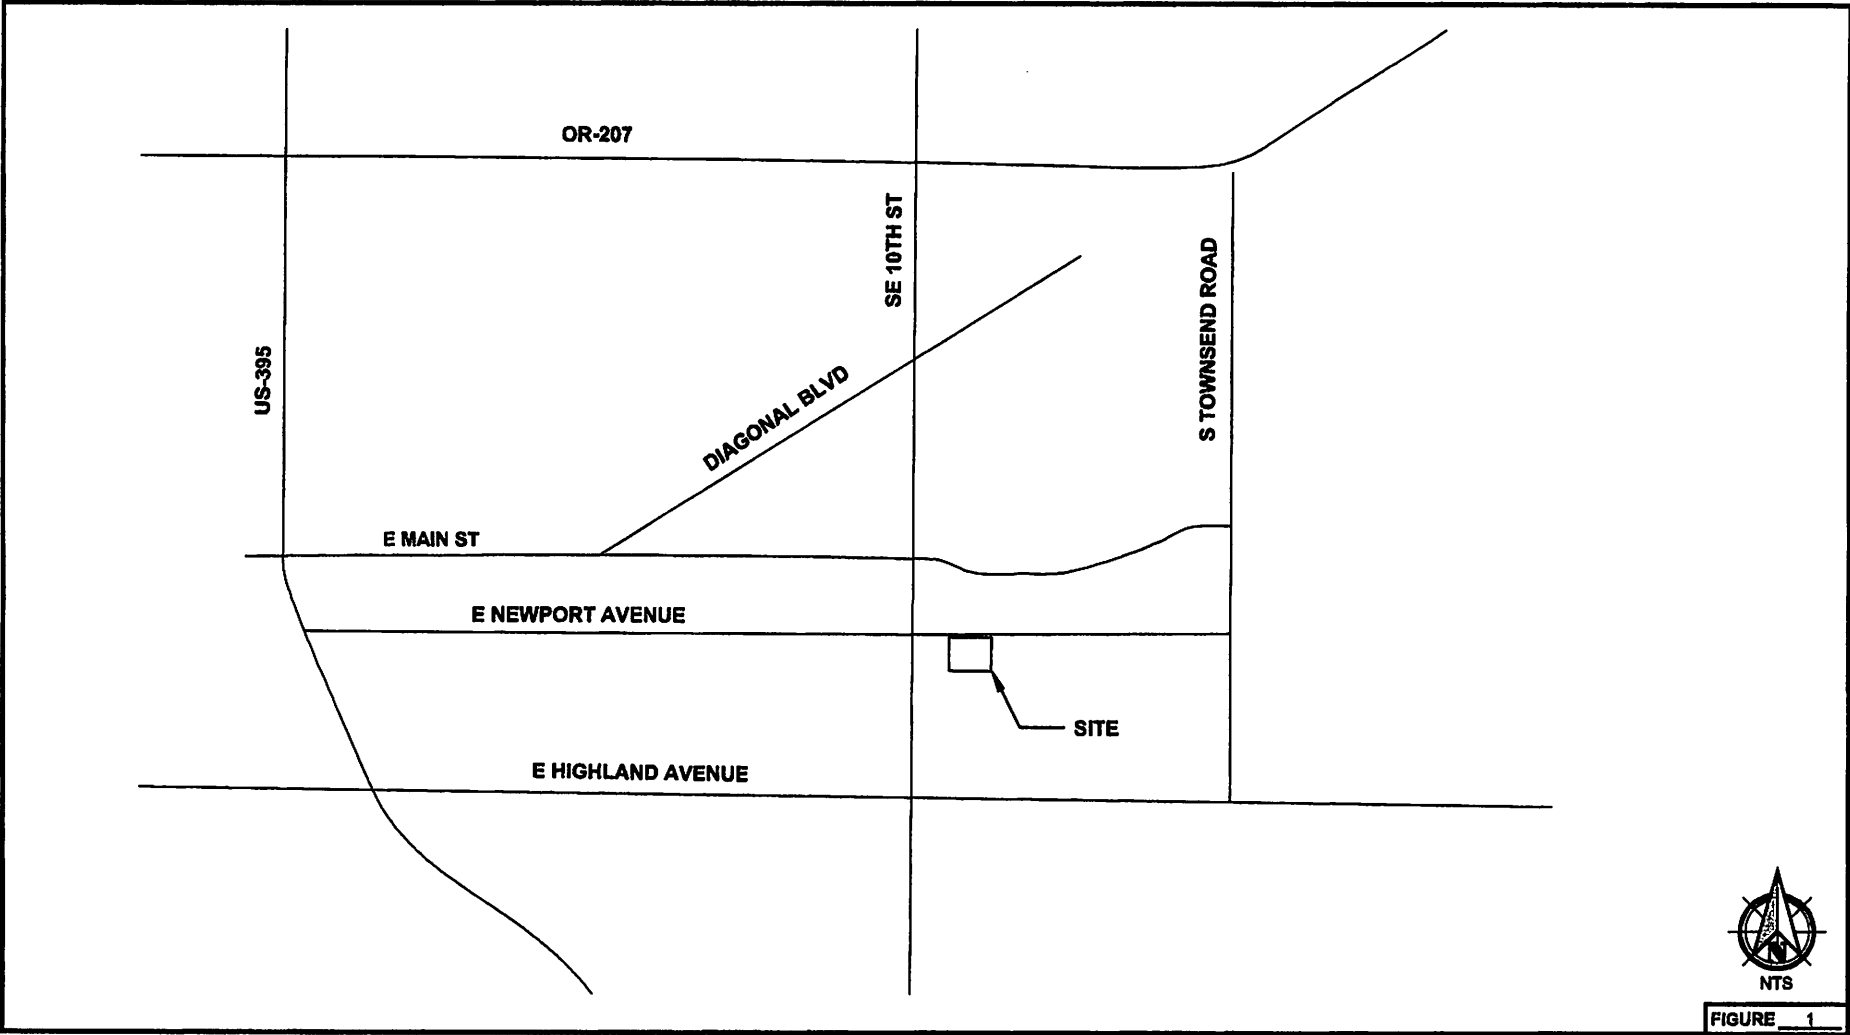 OR-207
SE 10TH ST
S TOWNSEND ROAD
US-395
DIAGONAL BLVD
E MAIN ST
E NEWPORT AVENUE
SITE
E HIGHLAND AVENUE
N
NTS
FIGURE 1